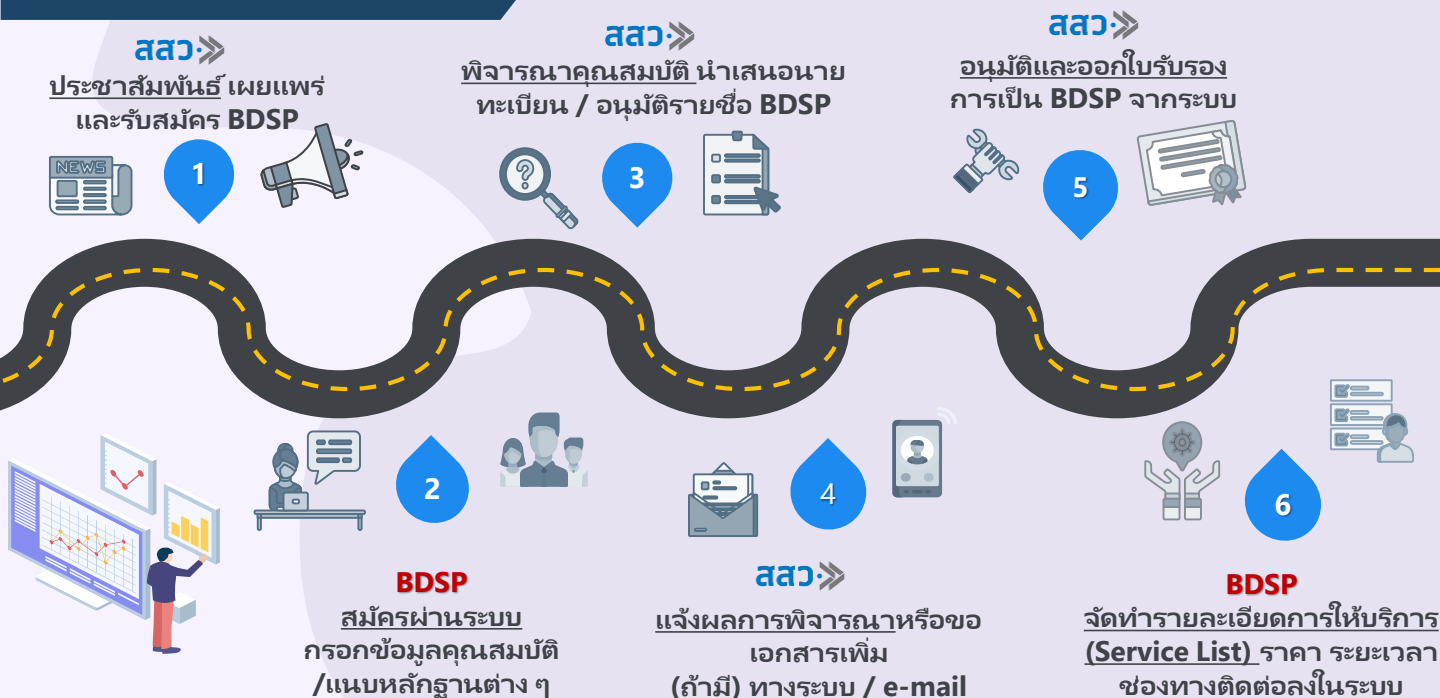 สสว.
ประชาสัมพันธ์ เผยแพร่
และรับสมัคร BDSP
NEWS
1
BDSP
2
สมัครผ่านระบบ
กรอกข้อมูลคุณสมบัติ
/แนบหลักฐานต่าง ๆ
สสว.
พิจารณาคุณสมบัติ นำเสนอนาย
ทะเบียน / อนุมัติรายชื่อ BDSP
?
3
4
สสว.
แจ้งผลการพิจารณาหรือขอ
เอกสารเพิ่ม
(ถ้ามี) ทางระบบ / e-mail
สสว.
อนุมัติและออกใบรับรอง
การเป็น BDSP จากระบบ
5
6
BDSP
จัดทำรายละเอียดการให้บริการ
(Service List) ราคา ระยะเวลา
ช่องทางติดต่อลงในระบบ